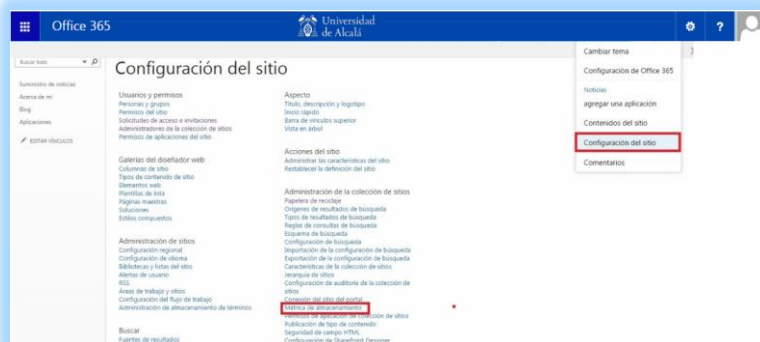 Office 365
Universidad
de Alcalá
?
Buscar todo
Suministro de noticias
Acerca de mí
Blog
Aplicaciones
EDITAR VÍNCULOS
Configuración del sitio
Usuarios y permisos
Personas y grupos
Permisos del sitio
Solicitudes de acceso e invitaciones
Administradores de la colección de sitios
Permisos de aplicaciones del sitio
Galerías del diseñador web
Columnas de sitio
Tipos de contenido de sitio
Elementos web
Plantillas de lista
Páginas maestras
Soluciones
Estilos compuestos
Administración de sitios
Configuración regional
Configuración de idioma
Bibliotecas y listas del sitio
Alertas de usuario
RSS
Áreas de trabajo y sitios
Configuración del flujo de trabajo
Administración de almacenamiento de términos
Buscar
Fuentes de resultados
Aspecto
Título, descripción y logotipo
Inicio rápido
Barra de vínculos superior
Vista en árbol
Acciones del sitio
Administrar las características del sitio
Restablecer la definición del sitio
Administración de la colección de sitios
Papelera de reciclaje
Orígenes de resultados de búsqueda
Tipos de resultados de búsqueda
Reglas de consultas de búsqueda
Esquema de búsqueda
Configuración de búsqueda
Importación de la configuración de búsqueda
Exportación de la configuración de búsqueda
Características de la colección de sitios
Jerarquía de sitios
Configuración de auditoría de la colección de
sitios
Conexión del sitio del portal
Métrica de almacenamiento
Permisos de aplicación de colección de sitios
Publicación de tipo de contenido
Seguridad de campo HTML
Configuración de SharePoint Designer
Cambiar tema
Configuración de Office 365
Noticias
agregar una aplicación
Contenidos del sitio
Configuración del sitio
Comentarios